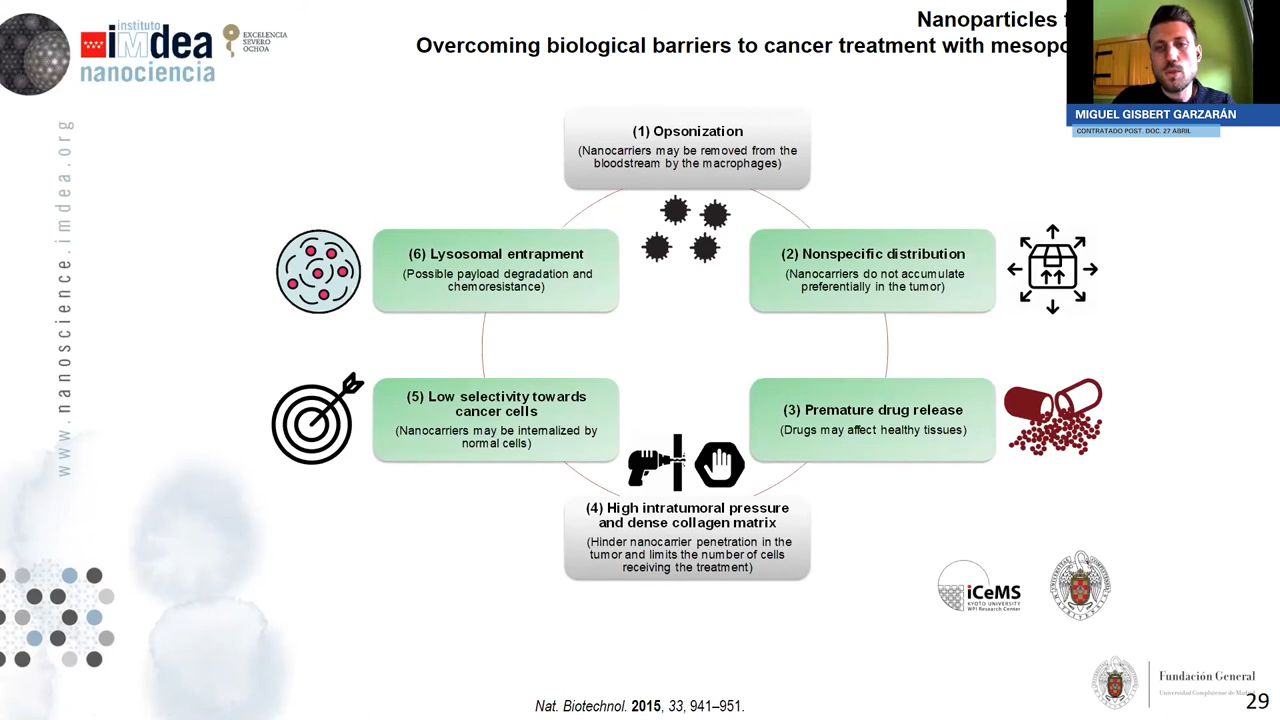 instituto
iMdea
nanociencia
EXCELENCIA
SEVERO
OCHOA
Nanoparticles
Overcoming biological barriers to cancer treatment with
MIGUEL GISBERT GARZARÁN
CONTRATADO POST. DOC. 27 ABRIL
www.nanoscience.imdea.org
(1) Opsonization
(Nanocarriers may be removed from the
bloodstream by the macrophages)
(6) Lysosomal entrapment
(Possible payload degradation and
chemoresistance)
(2) Nonspecific distribution
(Nanocarriers do not accumulate
preferentially in the tumor)
(5) Low selectivity towards
cancer cells
(Nanocarriers may be internalized by
normal cells)
(3) Premature drug release
(Drugs may affect healthy tissues)
(4) High intratumoral pressure
and dense collagen matrix
(Hinder nanocarrier penetration in the
tumor and limits the number of cells
receiving the treatment)
iCeMS
KYOTO UNIVERSITY
WPI Research Center
Fundación General
Universidad Complutense de Madrid
29
Nat. Biotechnol. 2015, 33, 941–951.